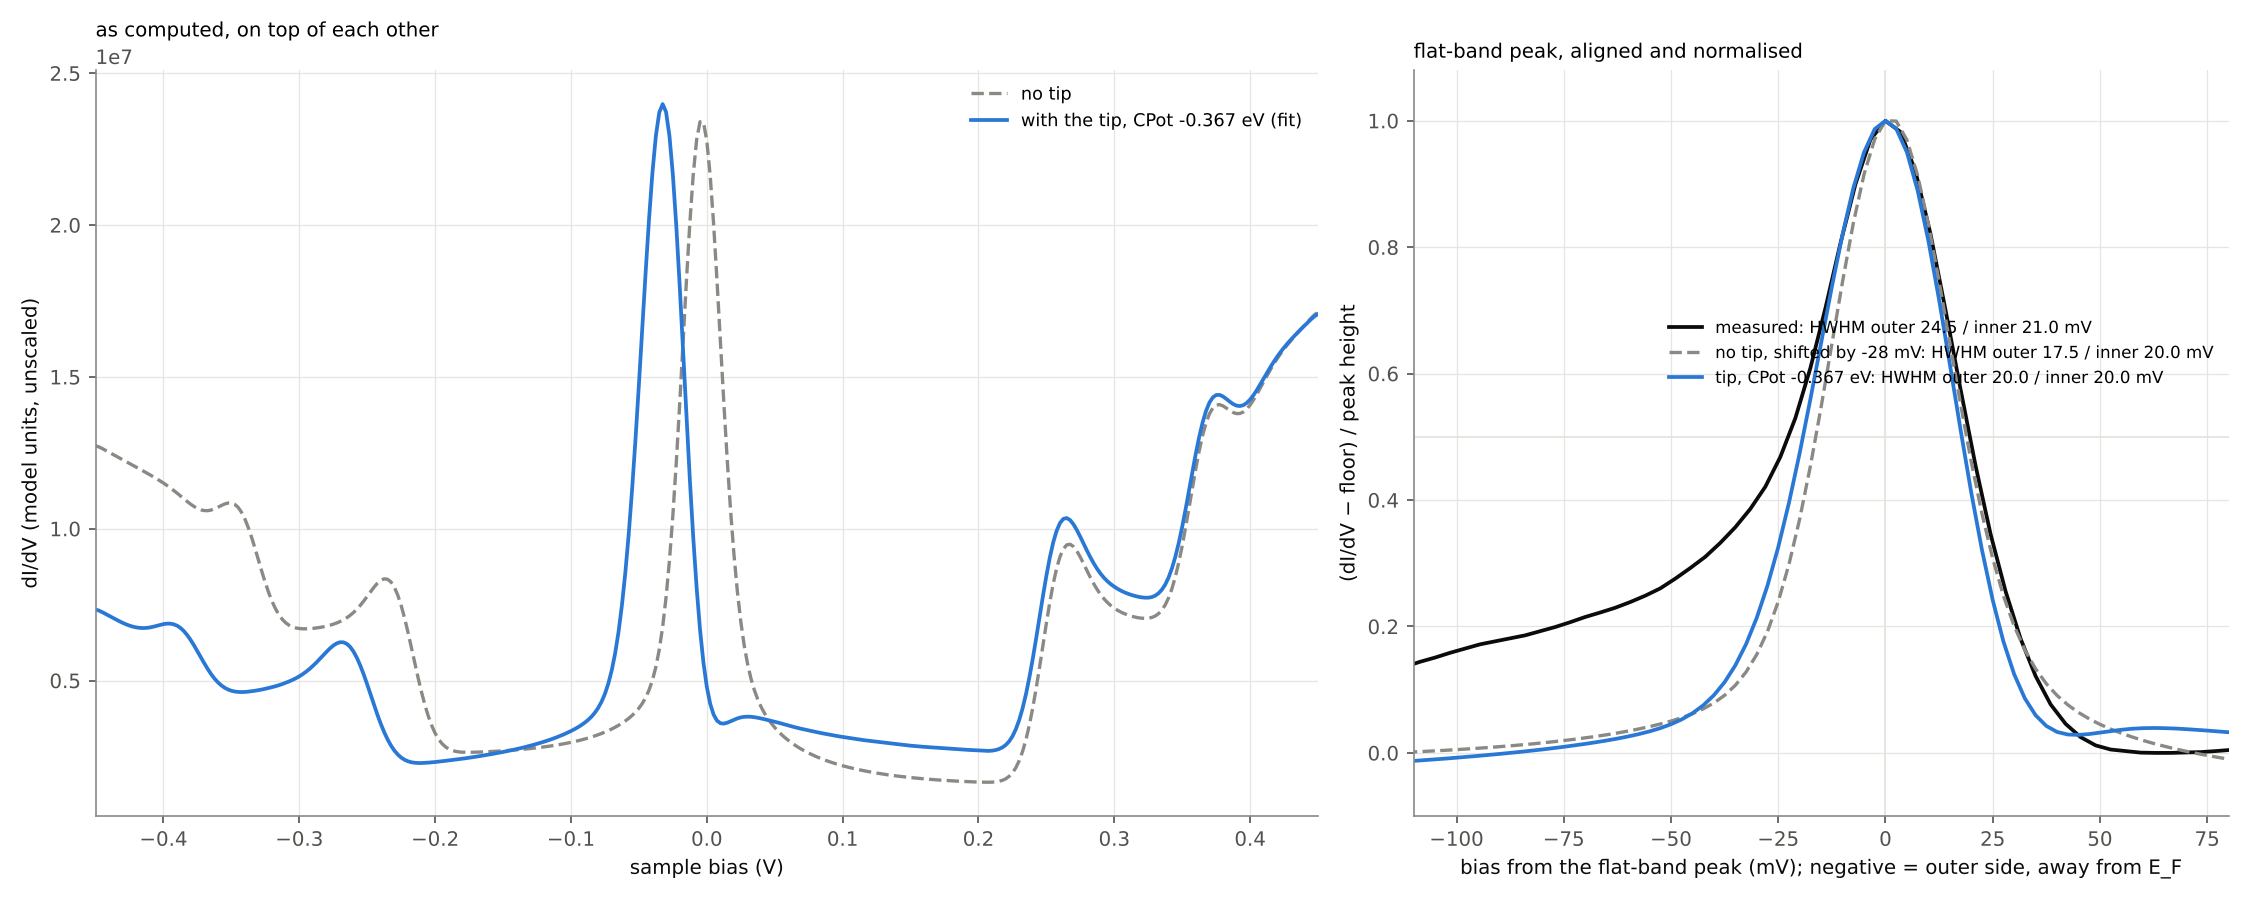 as computed, on top of each other
1e7
2.5
2.0
1.5
1.0
0.5
dI/dV (model units, unscaled)
no tip
with the tip, CPot -0.367 eV (fit)
−0.4
−0.3
−0.2
−0.1
0.0
0.1
0.2
0.3
0.4
sample bias (V)
flat-band peak, aligned and normalised
1.0
0.8
0.6
0.4
0.2
0.0
(dI/dV − floor) / peak height
measured: HWHM outer 24.5 / inner 21.0 mV
no tip, shifted by -28 mV: HWHM outer 17.5 / inner 20.0 mV
tip, CPot -0.367 eV: HWHM outer 20.0 / inner 20.0 mV
−100
−75
−50
−25
0
25
50
75
bias from the flat-band peak (mV); negative = outer side, away from E_F